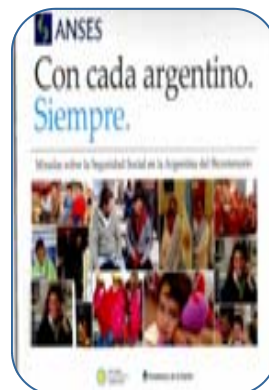 ANSES
Con cada argentino.
Siempre.
Miradas sobre la Seguridad Social en la Argentina del Bicentenario